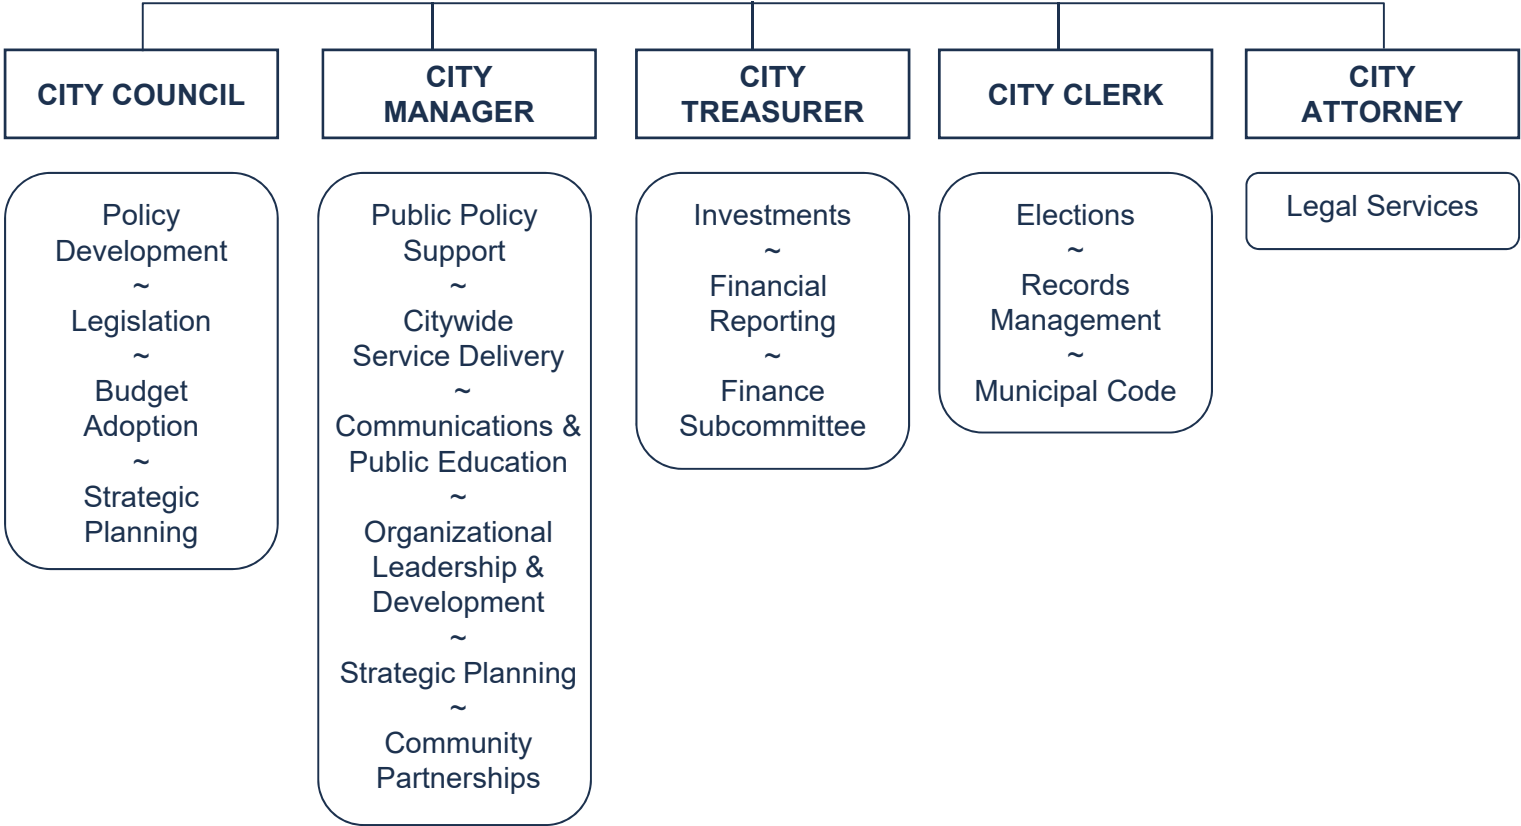 CITY COUNCIL
CITY
MANAGER
CITY
TREASURER
CITY CLERK
CITY
ATTORNEY
Policy
Development
~
Legislation
~
Budget
Adoption
~
Strategic
Planning
Public Policy
Support
~
Citywide
Service Delivery
~
Communications &
Public Education
~
Organizational
Leadership &
Development
~
Strategic Planning
~
Community
Partnerships
Investments
~
Financial
Reporting
~
Finance
Subcommittee
Elections
~
Records
Management
~
Municipal Code
Legal Services